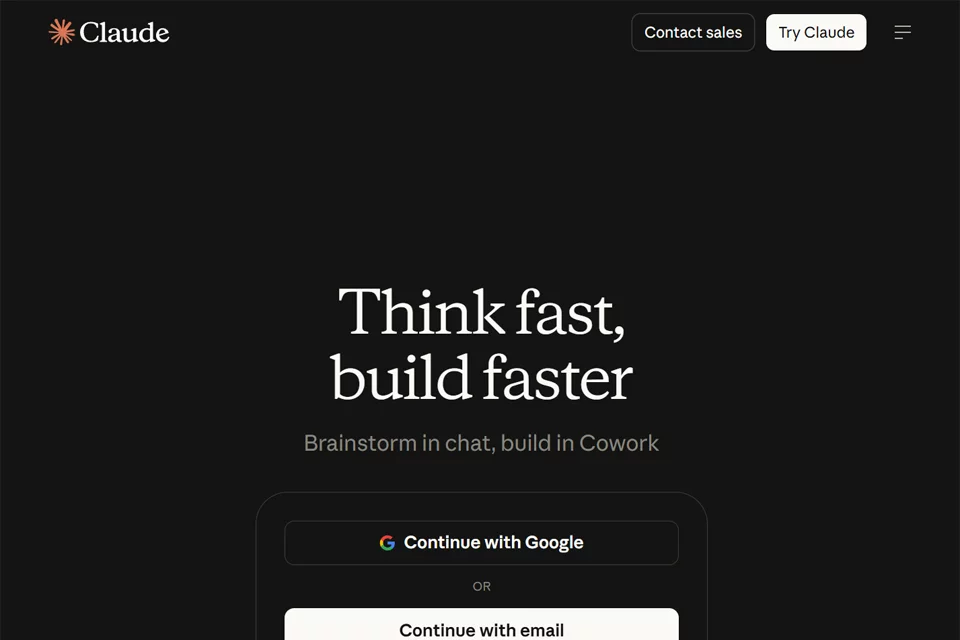 Claude
Contact sales
Try Claude
Think fast,
build faster
Brainstorm in chat, build in Cowork
Continue with Google
OR
Continue with email